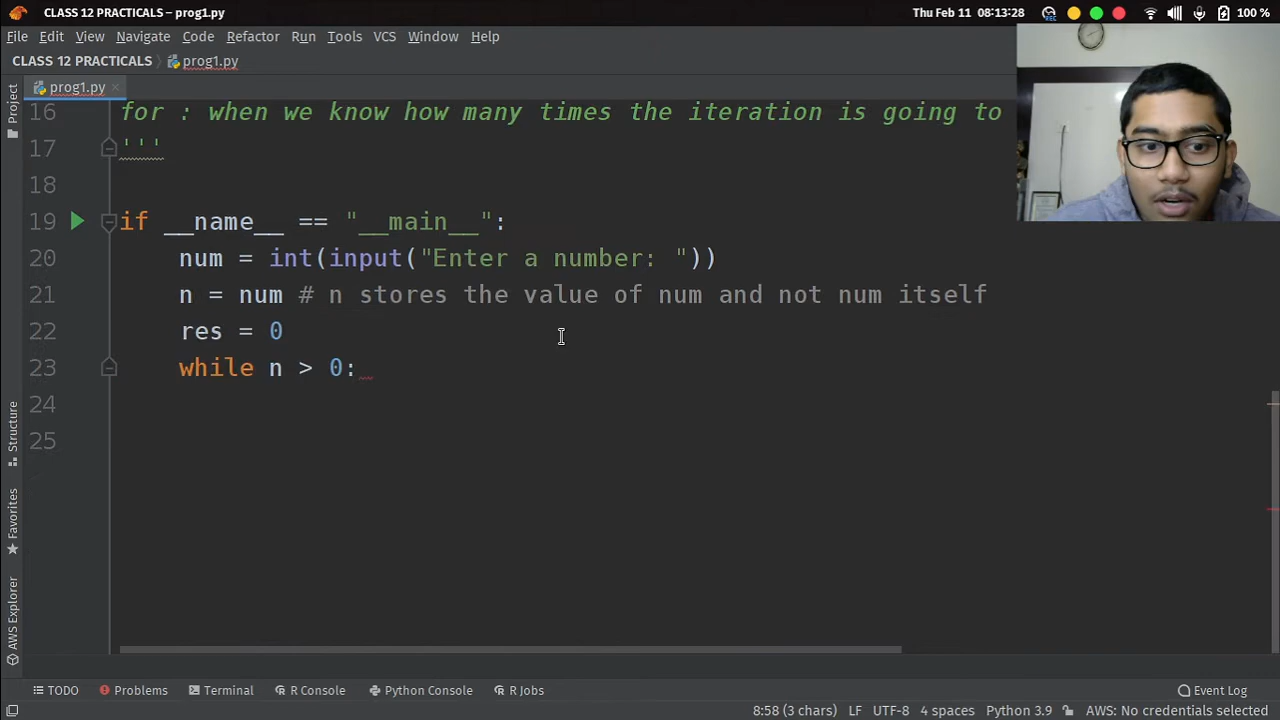 CLASS 12 PRACTICALS – prog1.py
Thu Feb 11 08:13:28
REC
100 %
File Edit View Navigate Code Refactor Run Tools VCS Window Help
CLASS 12 PRACTICALS
prog1.py
prog1.py
Project
16 for : when we know how many times the iteration is going to
17 '''
18
19 if __name__ == "__main__":
20 num = int(input("Enter a number: "))
21 n = num # n stores the value of num and not num itself
22 res = 0
23 while n > 0:
24
25
Structure
Favorites
AWS Explorer
TODO Problems Terminal R Console Python Console R Jobs Event Log
8:58 (3 chars) LF UTF-8 4 spaces Python 3.9 AWS: No credentials selected